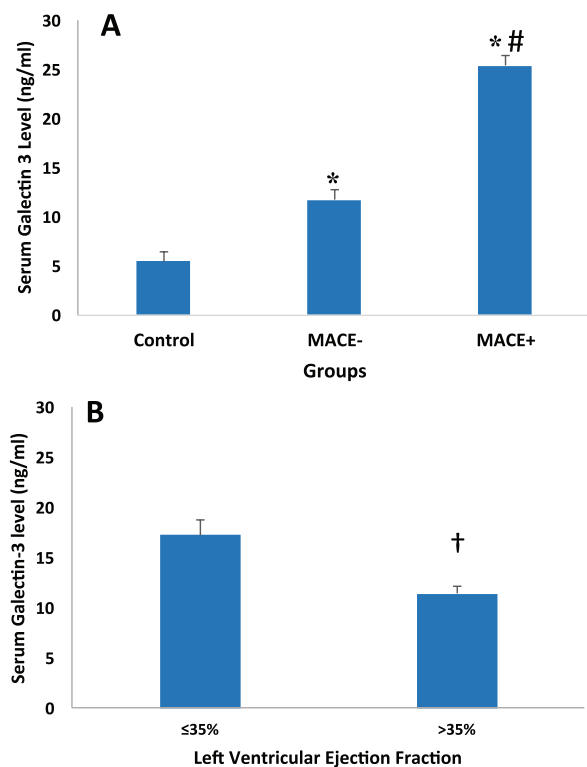 A
Serum Galectin 3 Level (ng/ml)
30
25
20
15
10
5
0
*
* #
Control MACE- MACE+
Groups
B
Serum Galectin-3 level (ng/ml)
30
25
20
15
10
5
0
†
≤35% >35%
Left Ventricular Ejection Fraction